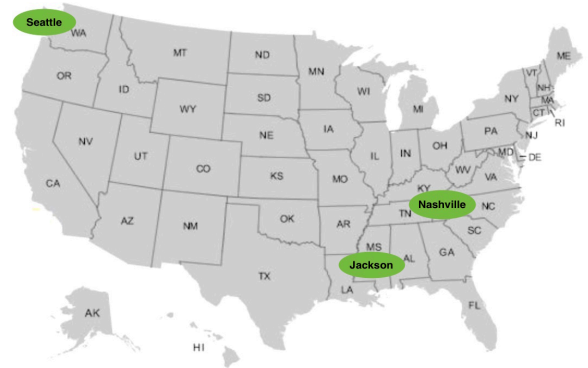 Seattle
WA
ME
MT
ND
VT
MN
OR
NH
ID
WI
NY
MA
SD
MI
CT
WY
RI
IA
PA
NJ
NE
OH
NV
IL
IN
MD
DE
UT
CO
WV
VA
KS
MO
CA
KY
Nashville
NC
TN
OK
AZ
NM
AR
SC
MS
GA
AL
Jackson
TX
LA
FL
AK
HI